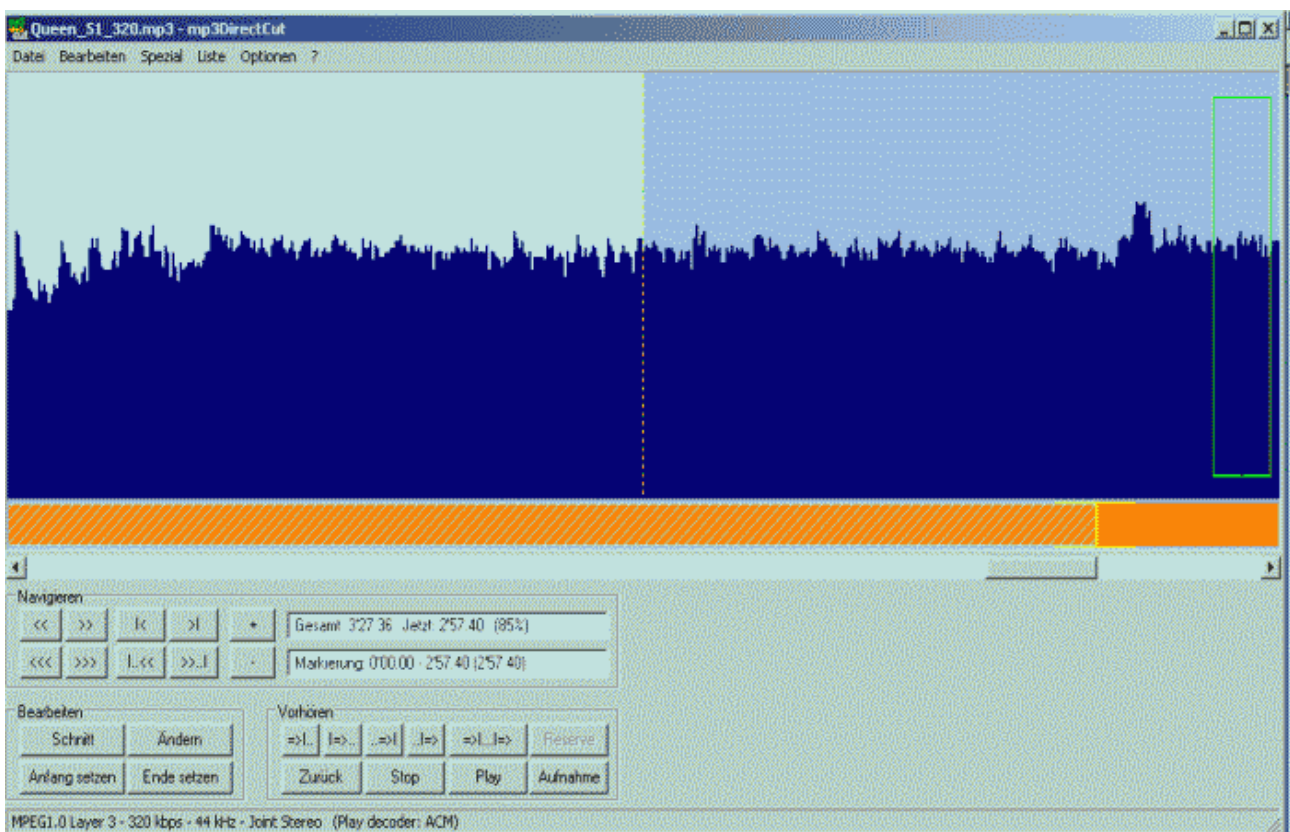 Queen_S1_320.mp3 - mp3DirectCut
Datei Bearbeiten Spezial Liste Optionen ?
Navigieren
<< >> |< >| + Gesamt: 3'27.36 Jetzt: 2'57.40 (85%)
<<< >>> |..<< >>..| - Markierung: 0'00.00 - 2'57.40 (2'57.40)
Bearbeiten Vorhören
Schnitt Ändern =>|.. |=>.. ..=>| ..|=> =>|...|=> Reserve
Anfang setzen Ende setzen Zurück Stop Play Aufnahme
MPEG1.0 Layer 3 - 320 kbps - 44 kHz - Joint Stereo (Play decoder: ACM)